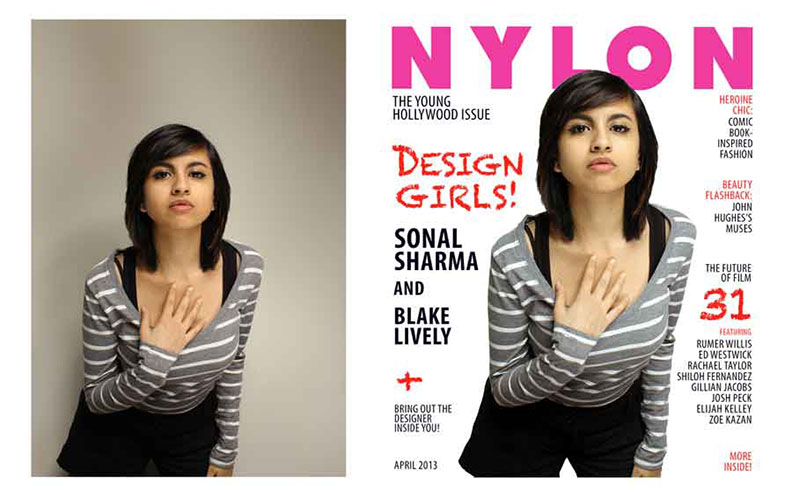 NYLON
THE YOUNG
HOLLYWOOD ISSUE
DESIGN
GIRLS!
SONAL
SHARMA
AND
BLAKE
LIVELY
+
BRING OUT THE
DESIGNER
INSIDE YOU!
APRIL 2013
HEROINE
CHIC:
COMIC
BOOK-
INSPIRED
FASHION
BEAUTY
FLASHBACK:
JOHN
HUGHES'S
MUSES
THE FUTURE
OF FILM
31
FEATURING
RUMER WILLIS
ED WESTWICK
RACHAEL TAYLOR
SHILOH FERNANDEZ
GILLIAN JACOBS
JOSH PECK
ELIJAH KELLEY
ZOE KAZAN
MORE
INSIDE!